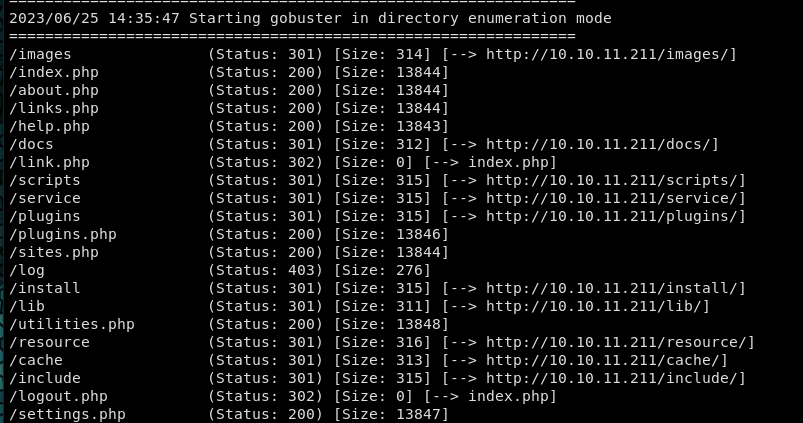 ===============================================================
2023/06/25 14:35:47 Starting gobuster in directory enumeration mode
===============================================================
/images               (Status: 301) [Size: 314] [--> http://10.10.11.211/images/]
/index.php            (Status: 200) [Size: 13844]
/about.php            (Status: 200) [Size: 13844]
/links.php            (Status: 200) [Size: 13844]
/help.php             (Status: 200) [Size: 13843]
/docs                 (Status: 301) [Size: 312] [--> http://10.10.11.211/docs/]
/link.php             (Status: 302) [Size: 0] [--> index.php]
/scripts              (Status: 301) [Size: 315] [--> http://10.10.11.211/scripts/]
/service              (Status: 301) [Size: 315] [--> http://10.10.11.211/service/]
/plugins              (Status: 301) [Size: 315] [--> http://10.10.11.211/plugins/]
/plugins.php          (Status: 200) [Size: 13846]
/sites.php            (Status: 200) [Size: 13844]
/log                  (Status: 403) [Size: 276]
/install              (Status: 301) [Size: 315] [--> http://10.10.11.211/install/]
/lib                  (Status: 301) [Size: 311] [--> http://10.10.11.211/lib/]
/utilities.php        (Status: 200) [Size: 13848]
/resource             (Status: 301) [Size: 316] [--> http://10.10.11.211/resource/]
/cache                (Status: 301) [Size: 313] [--> http://10.10.11.211/cache/]
/include              (Status: 301) [Size: 315] [--> http://10.10.11.211/include/]
/logout.php           (Status: 302) [Size: 0] [--> index.php]
/settings.php         (Status: 200) [Size: 13847]